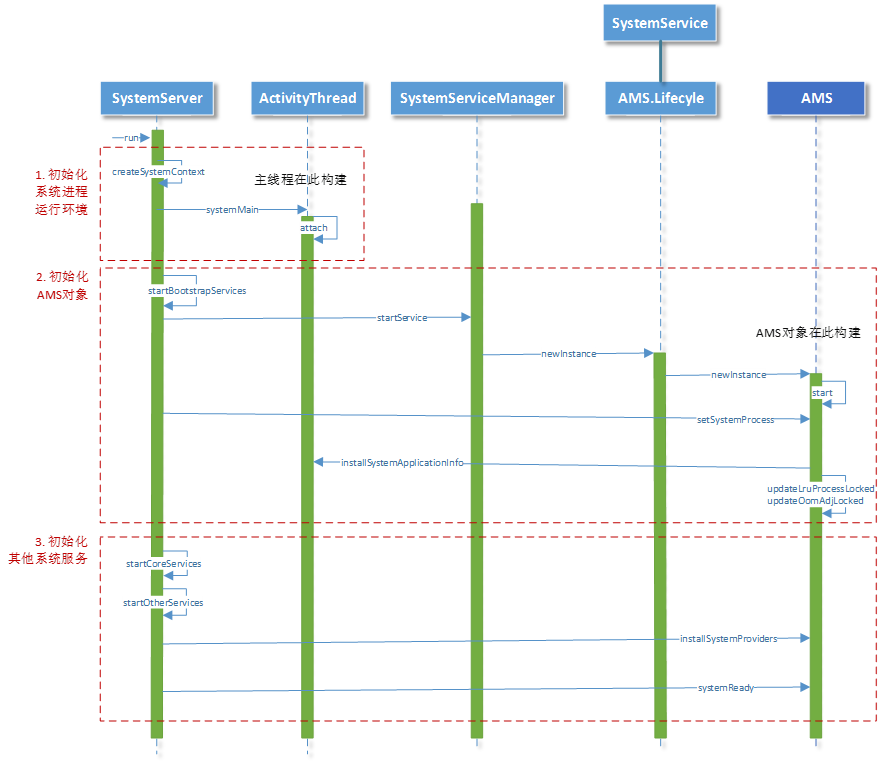 SystemService
SystemServer
ActivityThread
SystemServiceManager
AMS.Lifecyle
AMS
run
1. 初始化
系统进程
运行环境
createSystemContext
主线程在此构建
systemMain
attach
2. 初始化
AMS对象
startBootstrapServices
startService
AMS对象在此构建
newInstance
newInstance
start
setSystemProcess
installSystemApplicationInfo
updateLruProcessLocked
updateOomAdjLocked
3. 初始化
其他系统服务
startCoreServices
startOtherServices
installSystemProviders
systemReady